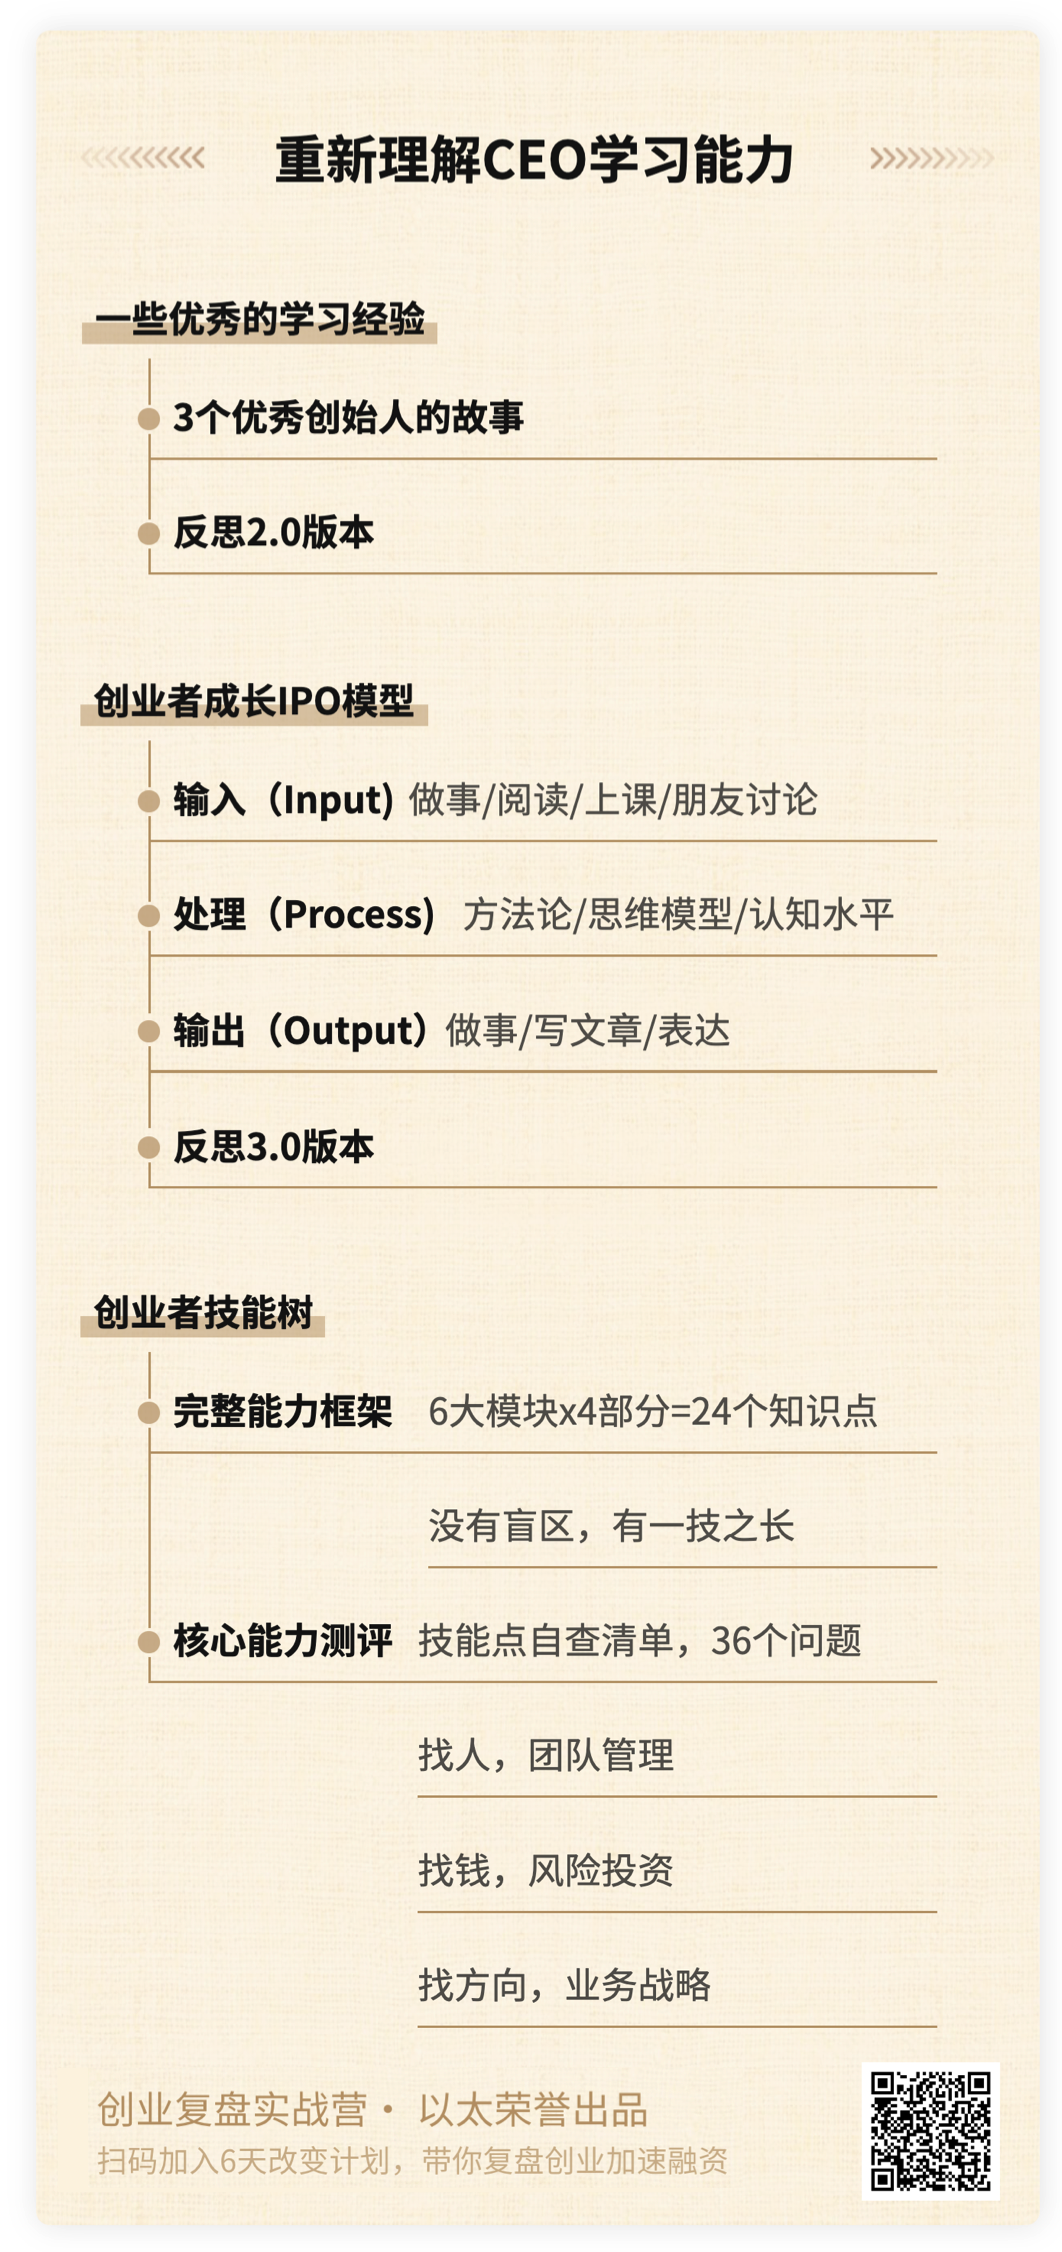 重新理解CEO学习能力
一些优秀的学习经验
3个优秀创始人的故事
反思2.0版本
创业者成长IPO模型
输入（Input) 做事/阅读/上课/朋友讨论
处理（Process) 方法论/思维模型/认知水平
输出（Output）做事/写文章/表达
反思3.0版本
创业者技能树
完整能力框架 6大模块x4部分=24个知识点
没有盲区，有一技之长
核心能力测评 技能点自查清单，36个问题
找人，团队管理
找钱，风险投资
找方向，业务战略
创业复盘实战营· 以太荣誉出品
扫码加入6天改变计划，带你复盘创业加速融资